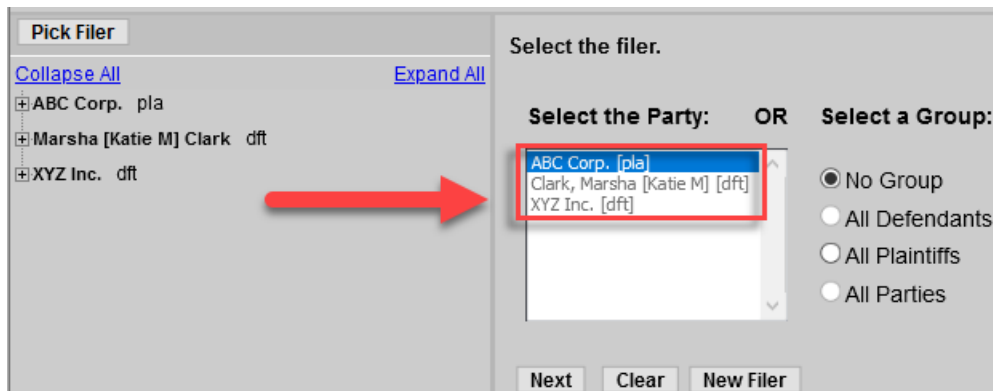 Pick Filer
Collapse All Expand All
ABC Corp. pla
Marsha [Katie M] Clark dft
XYZ Inc. dft
Select the filer.
Select the Party: OR Select a Group:
ABC Corp. [pla]
Clark, Marsha [Katie M] [dft]
XYZ Inc. [dft]
No Group
All Defendants
All Plaintiffs
All Parties
Next Clear New Filer